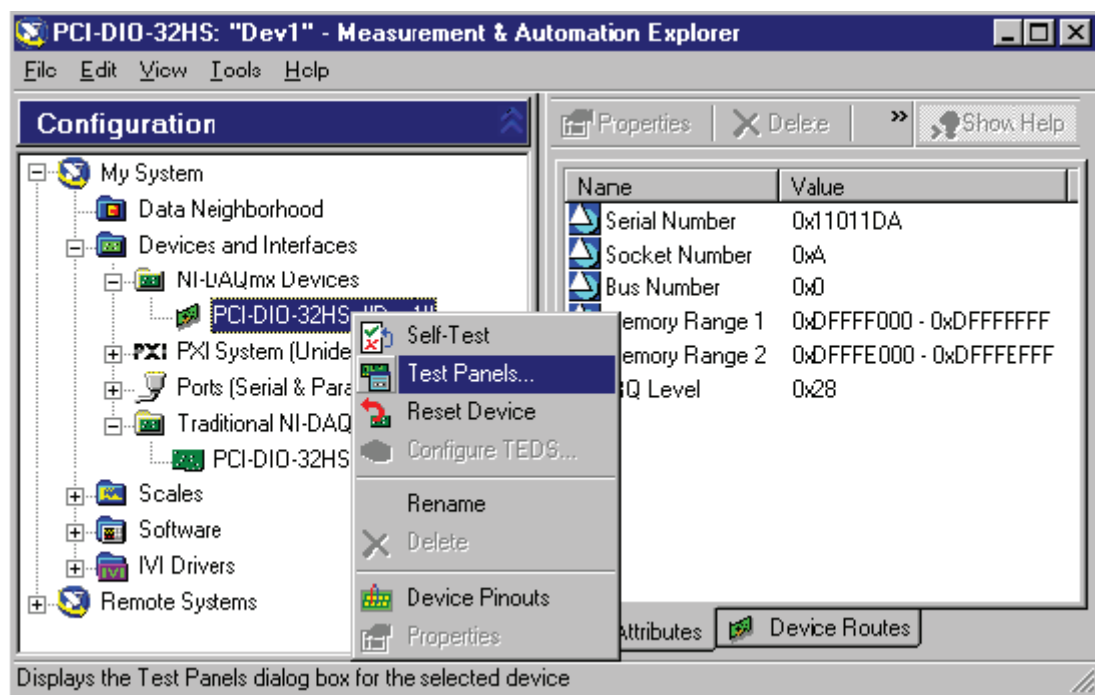 PCI-DIO-32HS: "Dev1" - Measurement & Automation Explorer
File Edit View Tools Help
Configuration
Properties Delete » Show Help
My System
Data Neighborhood
Devices and Interfaces
NI-DAQmx Devices
PCI-DIO-32HS: "Dev1"
PXI PXI System (Unide
Ports (Serial & Para
Traditional NI-DAQ
PCI-DIO-32HS
Scales
Software
IVI IVI Drivers
Remote Systems
Self-Test
Test Panels...
Reset Device
Configure TEDS...
Rename
Delete
Device Pinouts
Properties
Name Value
Serial Number 0x11011DA
Socket Number 0xA
Bus Number 0x0
emory Range 1 0xDFFFF000 - 0xDFFFFFFF
emory Range 2 0xDFFFE000 - 0xDFFFEFFF
Q Level 0x28
Attributes Device Routes
Displays the Test Panels dialog box for the selected device